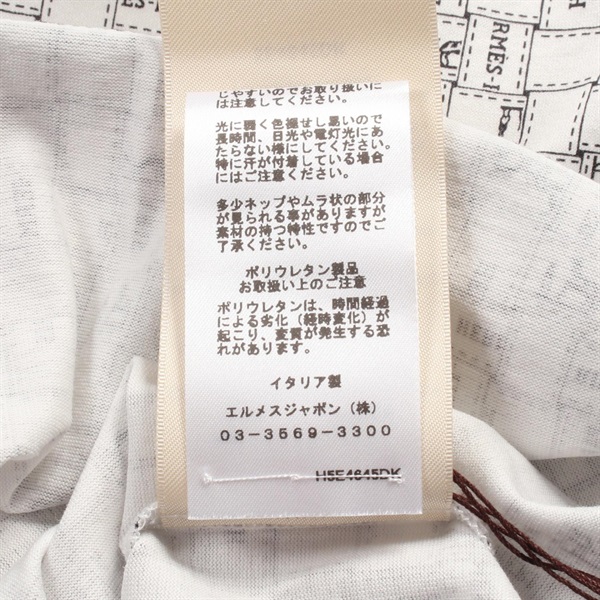 じやすいのでお取り扱いに
は注意してください。
光に弱く色褪せし易いので
長時間、日光や電灯光にあ
たらない様にしてください。
特に汗が付着している場合
にはご注意ください。
多少ネップやムラ状の部分
が見られる事がありますが
素材の持つ特性ですのでご
了承ください。
ポリウレタン製品
お取扱い上のご注意
ポリウレタンは、時間経過
による劣化(経時変化)が
起こり、変質が発生する恐
れがあります。
イタリア製
エルメスジャポン(株)
03-3569-3300
H5E4645DK
RMÈS-